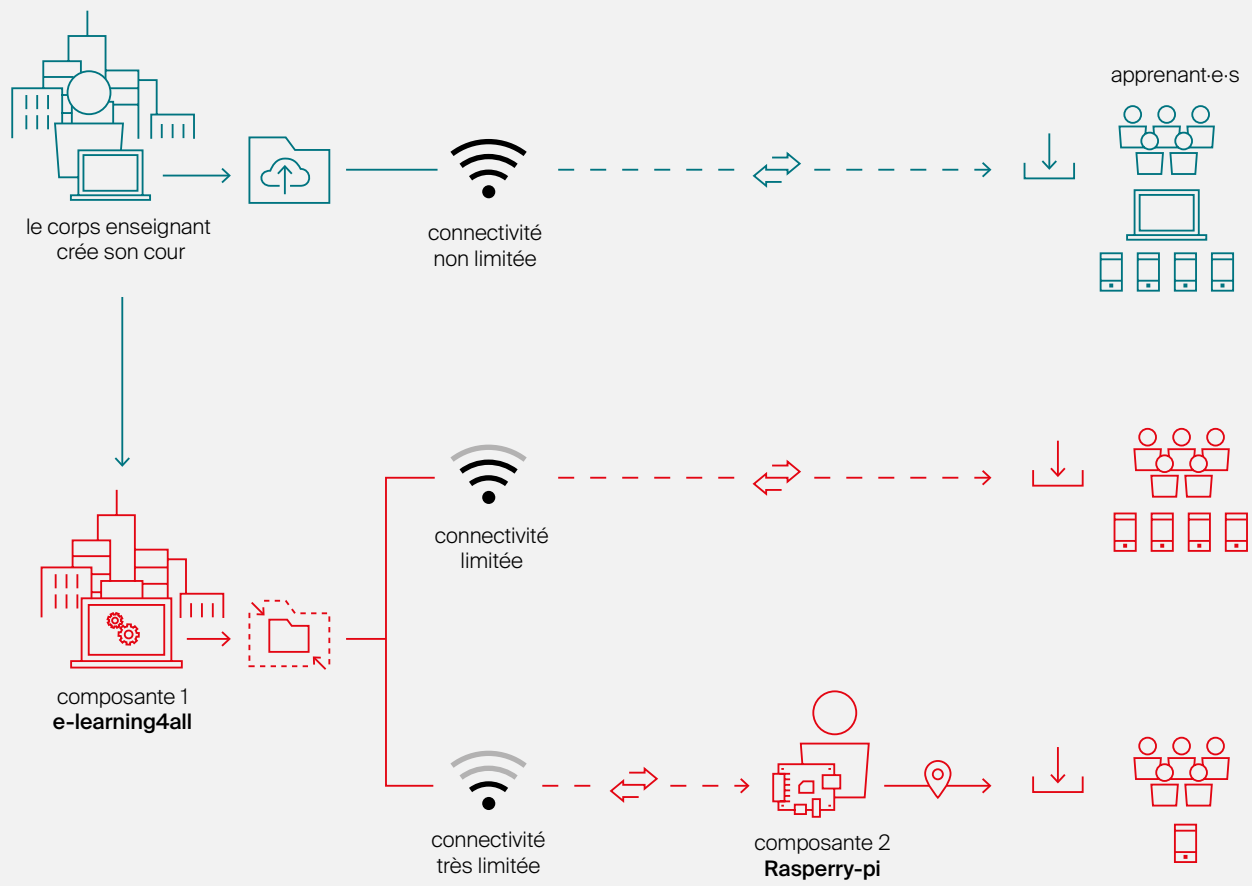 apprenant·e·s
le corps enseignant
crée son cour
connectivité
non limitée
connectivité
limitée
composante 1
e-learning4all
connectivité
très limitée
composante 2
Rasperry-pi